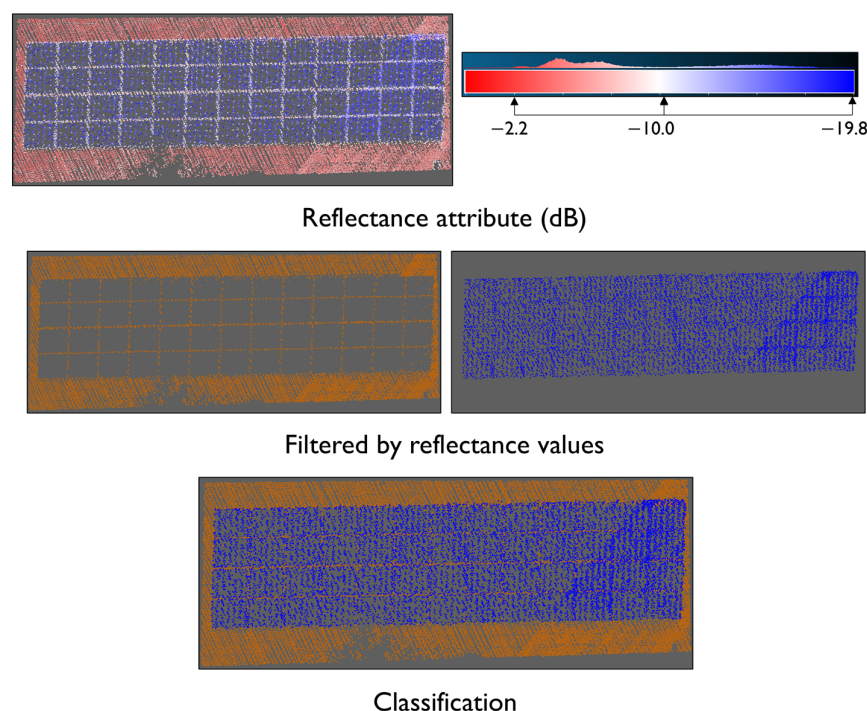 −2.2 −10.0 −19.8
Reflectance attribute (dB)
Filtered by reflectance values
Classification